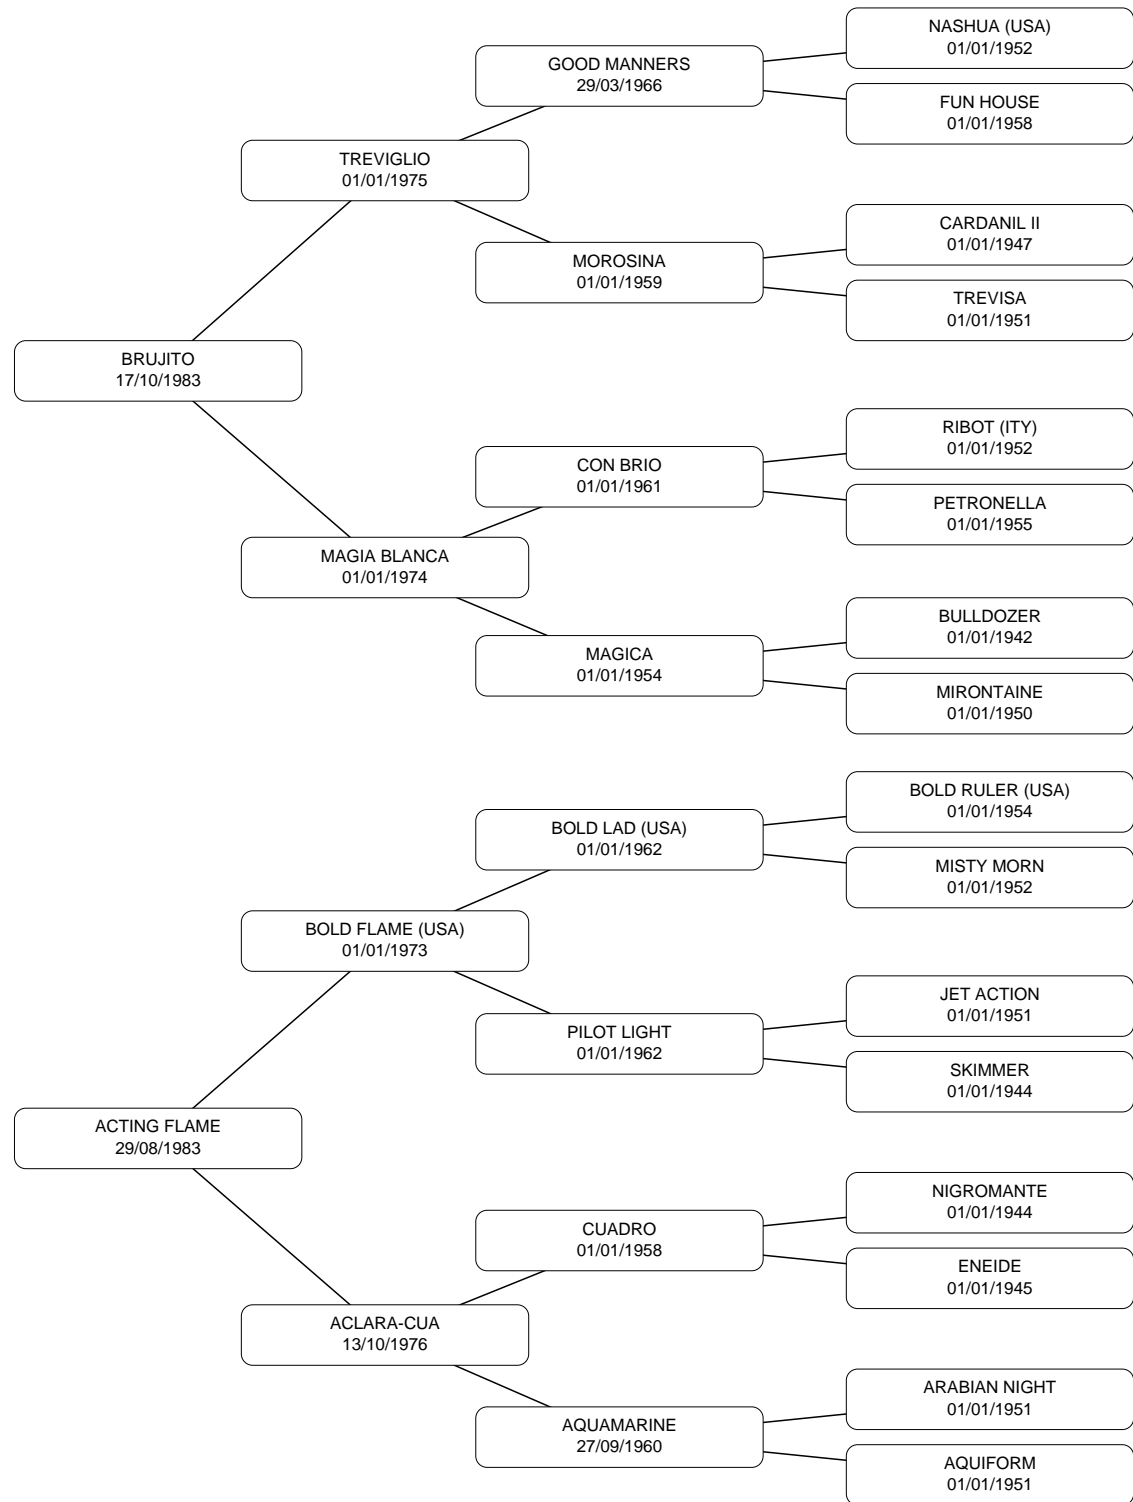 NASHUA (USA)
01/01/1952
GOOD MANNERS
29/03/1966
FUN HOUSE
01/01/1958
TREVIGLIO
01/01/1975
CARDANIL II
01/01/1947
MOROSINA
01/01/1959
TREVISA
01/01/1951
BRUJITO
17/10/1983
RIBOT (ITY)
01/01/1952
CON BRIO
01/01/1961
PETRONELLA
01/01/1955
MAGIA BLANCA
01/01/1974
BULLDOZER
01/01/1942
MAGICA
01/01/1954
MIRONTAINE
01/01/1950
BOLD RULER (USA)
01/01/1954
BOLD LAD (USA)
01/01/1962
MISTY MORN
01/01/1952
BOLD FLAME (USA)
01/01/1973
JET ACTION
01/01/1951
PILOT LIGHT
01/01/1962
SKIMMER
01/01/1944
ACTING FLAME
29/08/1983
NIGROMANTE
01/01/1944
CUADRO
01/01/1958
ENEIDE
01/01/1945
ACLARA-CUA
13/10/1976
ARABIAN NIGHT
01/01/1951
AQUAMARINE
27/09/1960
AQUIFORM
01/01/1951